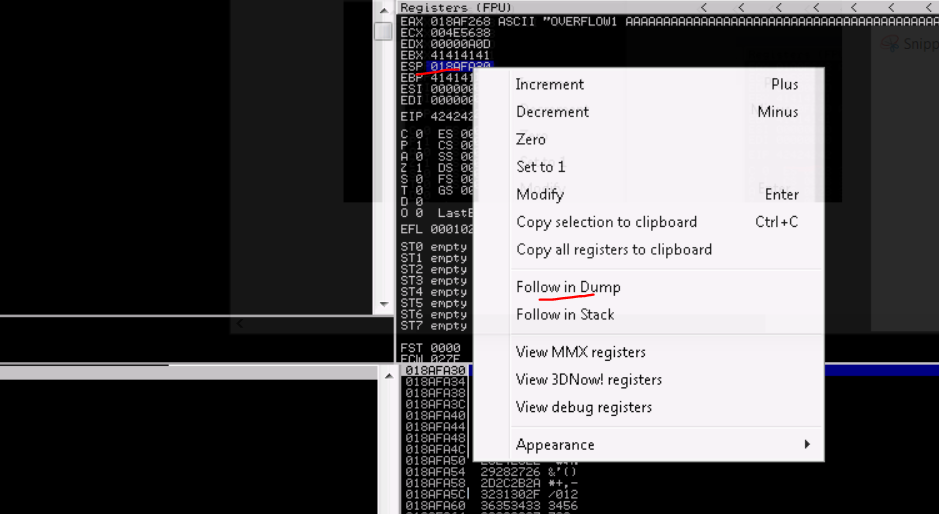 Registers (FPU) < < < < < < <
EAX 018AF268 ASCII "OVERFLOW1 AAAAAAAAAAAAAAAAAAAAAAAAAAAAAAAAAAAAAAAAAA
ECX 004E5638
EDX 00000A0D
Snipp
EBX 41414141
ESP 018AFA30
EBP 414141
ESI 000000
EDI 000000
EIP 424242
C 0 ES 00
P 1 CS 00
A 0 SS 00
Z 1 DS 00
S 0 FS 00
T 0 GS 00
D 0
O 0 LastE
EFL 000102
ST0 empty
ST1 empty
ST2 empty
ST3 empty
ST4 empty
ST5 empty
ST6 empty
ST7 empty
FST 0000
FCW 027F
Increment Plus
Decrement Minus
Zero
Set to 1
Modify Enter
Copy selection to clipboard Ctrl+C
Copy all registers to clipboard
Follow in Dump
Follow in Stack
View MMX registers
View 3DNow! registers
View debug registers
Appearance
018AFA30
018AFA34
018AFA38
018AFA3C
018AFA40
018AFA44
018AFA48
018AFA4C
018AFA50
018AFA54 29282726 &'()
018AFA58 2D2C2B2A *+,-
018AFA5C 3231302F /012
018AFA60 36353433 3456